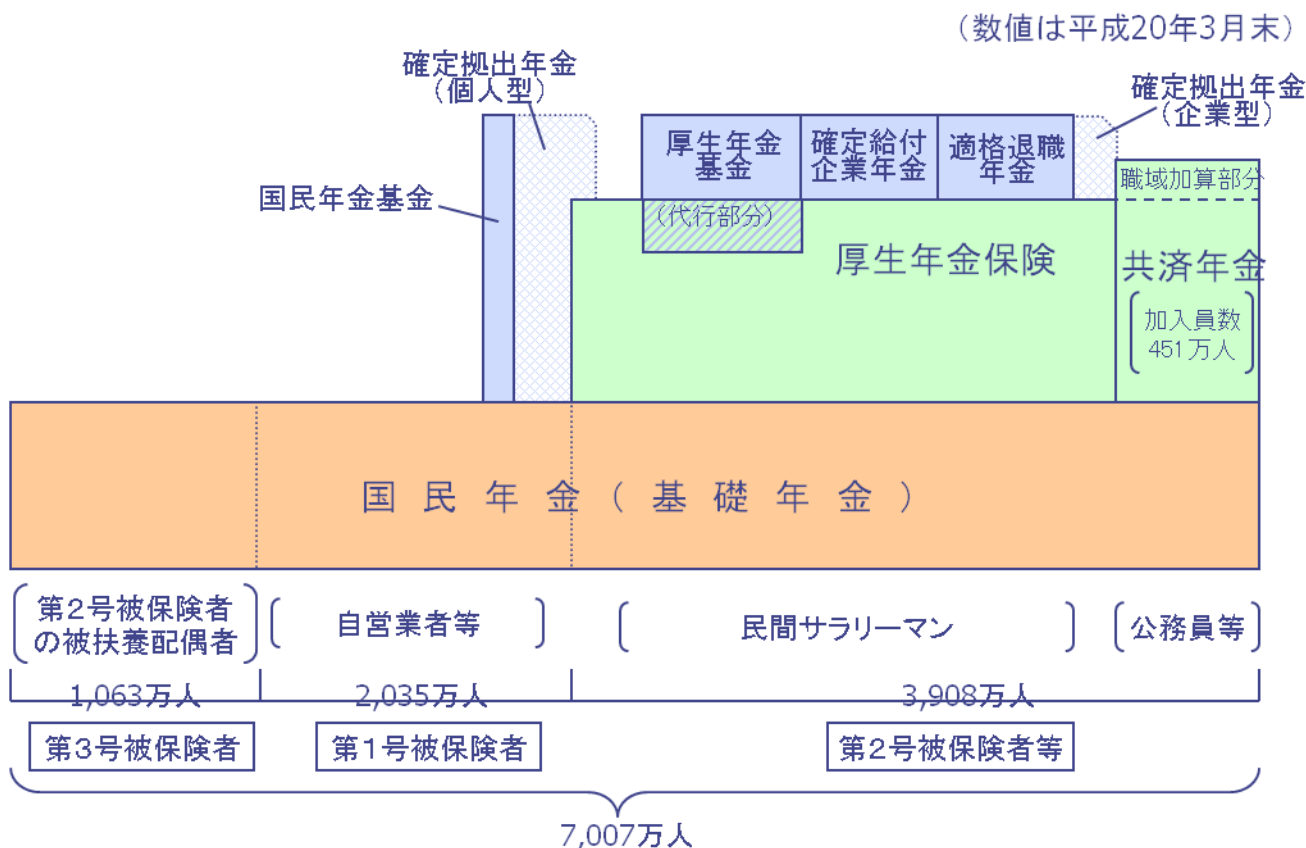 （数値は平成20年3月末）
確定拠出年金
（個人型）
確定拠出年金
（企業型）
厚生年金
基金
確定給付
企業年金
適格退職
年金
職域加算部分
国民年金基金
（代行部分）
厚生年金保険
共済年金
加入員数
451万人
国民年金（基礎年金）
第２号被保険者
の被扶養配偶者
自営業者等
民間サラリーマン
公務員等
1,063万人
2,035万人
3,908万人
第３号被保険者
第１号被保険者
第２号被保険者等
7,007万人